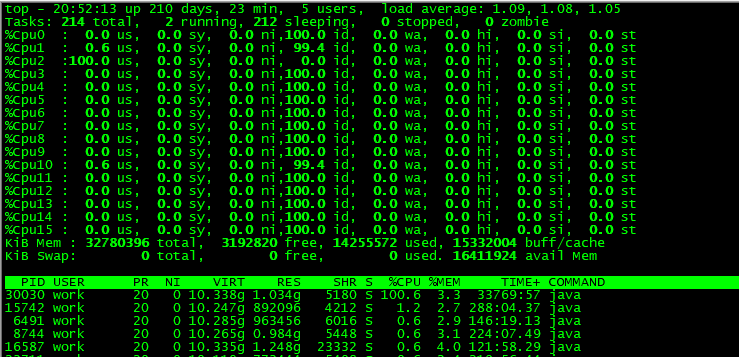 top - 20:52:13 up 210 days, 23 min,  5 users,  load average: 1.09, 1.08, 1.05
Tasks: 214 total,   2 running, 212 sleeping,   0 stopped,   0 zombie
%Cpu0  :  0.0 us,  0.0 sy,  0.0 ni,100.0 id,  0.0 wa,  0.0 hi,  0.0 si,  0.0 st
%Cpu1  :  0.6 us,  0.0 sy,  0.0 ni, 99.4 id,  0.0 wa,  0.0 hi,  0.0 si,  0.0 st
%Cpu2  :100.0 us,  0.0 sy,  0.0 ni,  0.0 id,  0.0 wa,  0.0 hi,  0.0 si,  0.0 st
%Cpu3  :  0.0 us,  0.0 sy,  0.0 ni,100.0 id,  0.0 wa,  0.0 hi,  0.0 si,  0.0 st
%Cpu4  :  0.0 us,  0.0 sy,  0.0 ni,100.0 id,  0.0 wa,  0.0 hi,  0.0 si,  0.0 st
%Cpu5  :  0.0 us,  0.0 sy,  0.0 ni,100.0 id,  0.0 wa,  0.0 hi,  0.0 si,  0.0 st
%Cpu6  :  0.0 us,  0.0 sy,  0.0 ni,100.0 id,  0.0 wa,  0.0 hi,  0.0 si,  0.0 st
%Cpu7  :  0.0 us,  0.0 sy,  0.0 ni,100.0 id,  0.0 wa,  0.0 hi,  0.0 si,  0.0 st
%Cpu8  :  0.0 us,  0.0 sy,  0.0 ni,100.0 id,  0.0 wa,  0.0 hi,  0.0 si,  0.0 st
%Cpu9  :  0.0 us,  0.0 sy,  0.0 ni,100.0 id,  0.0 wa,  0.0 hi,  0.0 si,  0.0 st
%Cpu10 :  0.6 us,  0.0 sy,  0.0 ni, 99.4 id,  0.0 wa,  0.0 hi,  0.0 si,  0.0 st
%Cpu11 :  0.0 us,  0.0 sy,  0.0 ni,100.0 id,  0.0 wa,  0.0 hi,  0.0 si,  0.0 st
%Cpu12 :  0.0 us,  0.0 sy,  0.0 ni,100.0 id,  0.0 wa,  0.0 hi,  0.0 si,  0.0 st
%Cpu13 :  0.0 us,  0.0 sy,  0.0 ni,100.0 id,  0.0 wa,  0.0 hi,  0.0 si,  0.0 st
%Cpu14 :  0.0 us,  0.0 sy,  0.0 ni,100.0 id,  0.0 wa,  0.0 hi,  0.0 si,  0.0 st
%Cpu15 :  0.0 us,  0.0 sy,  0.0 ni,100.0 id,  0.0 wa,  0.0 hi,  0.0 si,  0.0 st
KiB Mem : 32780396 total,  3192820 free, 14255572 used, 15332004 buff/cache
KiB Swap:        0 total,        0 free,        0 used. 16411924 avail Mem
  PID USER      PR  NI    VIRT    RES    SHR S  %CPU %MEM     TIME+ COMMAND
30030 work      20   0 10.338g 1.034g   5180 S 100.6  3.3  33769:57 java
15742 work      20   0 10.247g 892096   4212 S   1.2  2.7 288:04.37 java
 6491 work      20   0 10.285g 963456   6016 S   0.6  2.9 146:19.13 java
 8744 work      20   0 10.265g 0.984g   5448 S   0.6  3.1 224:07.49 java
16587 work      20   0 10.335g 1.248g  23332 S   0.6  4.0 121:58.29 java